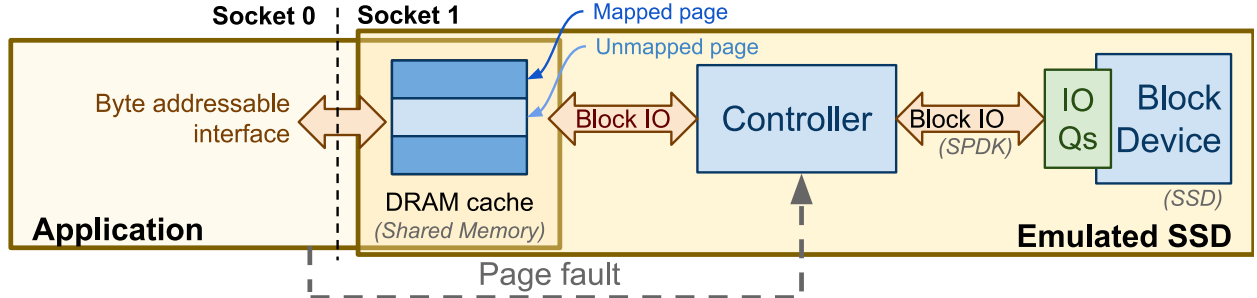 Socket 0
Socket 1
Mapped page
Unmapped page
Byte addressable
interface
Block IO
Controller
Block IO
(SPDK)
IO
Qs
Block
Device
(SSD)
DRAM cache
(Shared Memory)
Application
Emulated SSD
Page fault